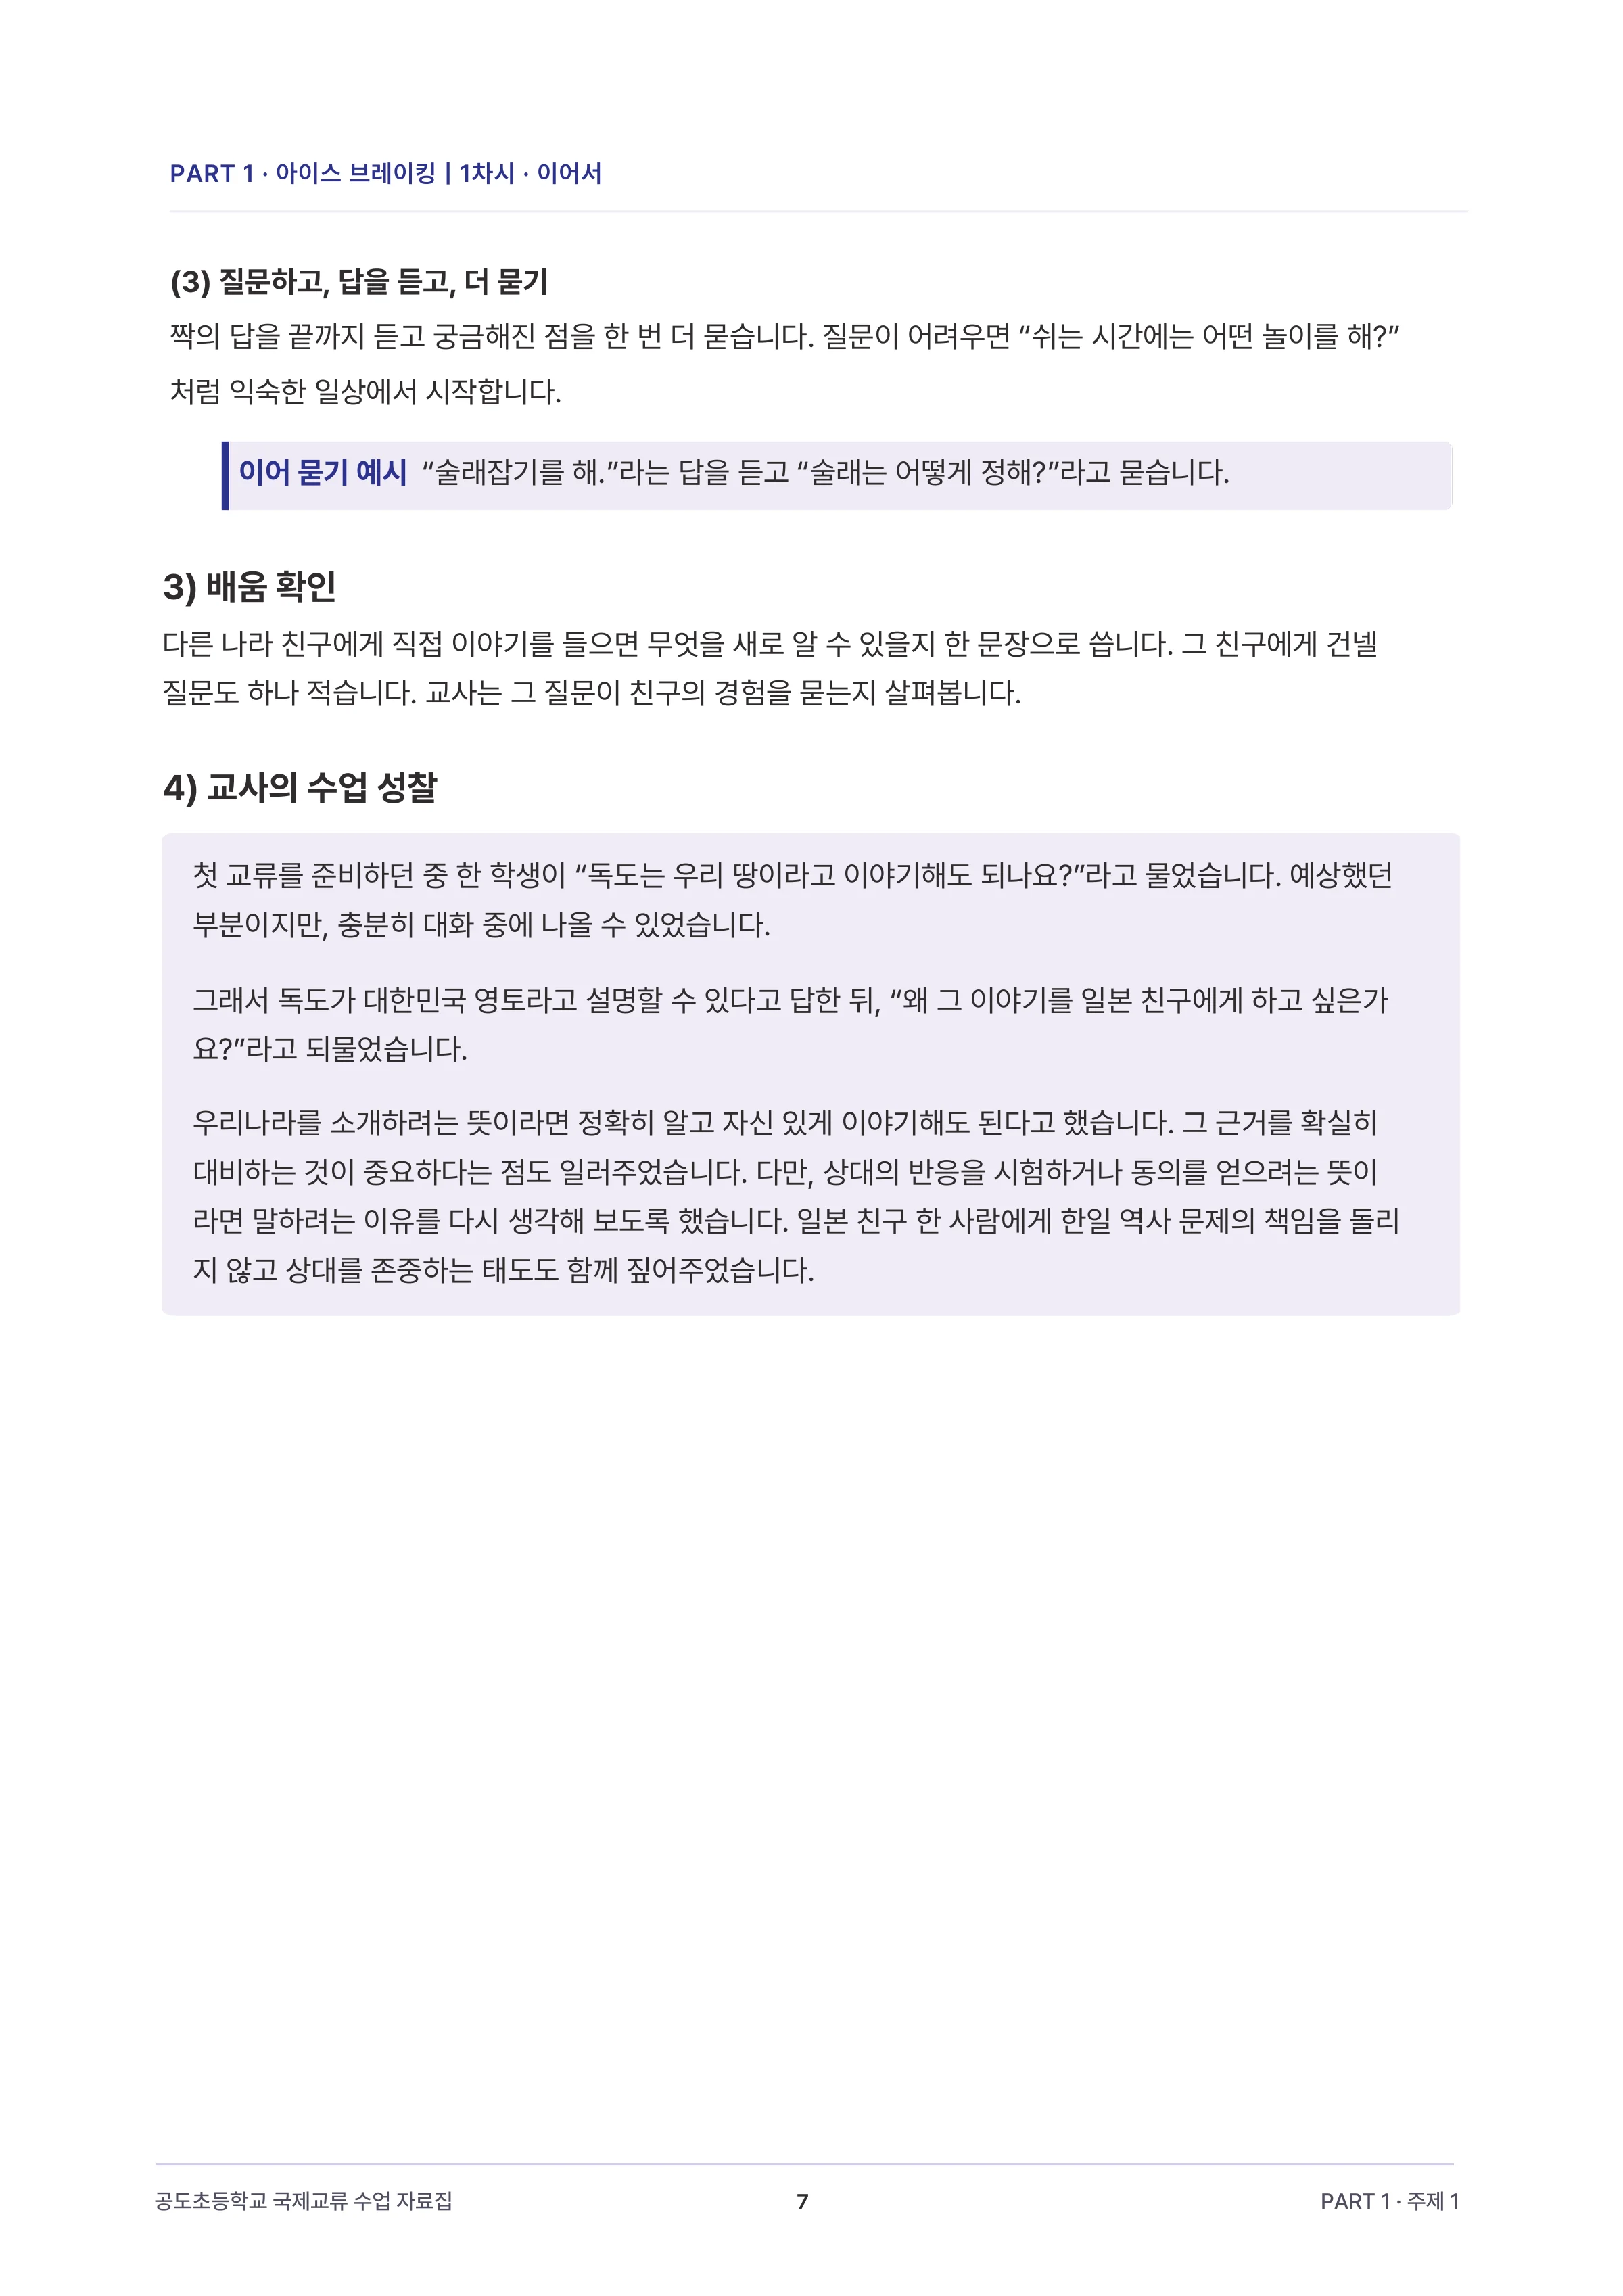 PART 1 · 아이스 브레이킹 | 1차시 · 이어서
(3) 질문하고, 답을 듣고, 더 묻기
짝의 답을 끝까지 듣고 궁금해진 점을 한 번 더 묻습니다. 질문이 어려우면 “쉬는 시간에는 어떤 놀이를 해?”
처럼 익숙한 일상에서 시작합니다.
이어 묻기 예시 “술래잡기를 해.”라는 답을 듣고 “술래는 어떻게 정해?”라고 묻습니다.
3) 배움 확인
다른 나라 친구에게 직접 이야기를 들으면 무엇을 새로 알 수 있을지 한 문장으로 씁니다. 그 친구에게 건넬
질문도 하나 적습니다. 교사는 그 질문이 친구의 경험을 묻는지 살펴봅니다.
4) 교사의 수업 성찰
첫 교류를 준비하던 중 한 학생이 “독도는 우리 땅이라고 이야기해도 되나요?”라고 물었습니다. 예상했던
부분이지만, 충분히 대화 중에 나올 수 있었습니다.
그래서 독도가 대한민국 영토라고 설명할 수 있다고 답한 뒤, “왜 그 이야기를 일본 친구에게 하고 싶은가
요?”라고 되물었습니다.
우리나라를 소개하려는 뜻이라면 정확히 알고 자신 있게 이야기해도 된다고 했습니다. 그 근거를 확실히
대비하는 것이 중요하다는 점도 일러주었습니다. 다만, 상대의 반응을 시험하거나 동의를 얻으려는 뜻이
라면 말하려는 이유를 다시 생각해 보도록 했습니다. 일본 친구 한 사람에게 한일 역사 문제의 책임을 돌리
지 않고 상대를 존중하는 태도도 함께 짚어주었습니다.
공도초등학교 국제교류 수업 자료집
7
PART 1 · 주제 1